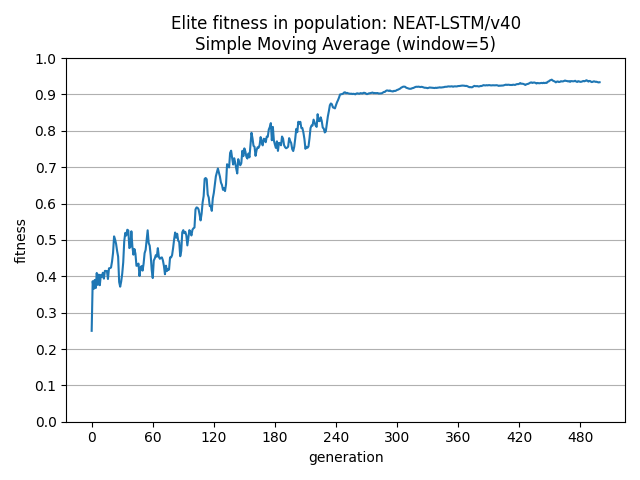 Elite fitness in population: NEAT-LSTM/v40
Simple Moving Average (window=5)
1.0
0.9
0.8
0.7
0.6
0.5
0.4
0.3
0.2
0.1
0.0
fitness
0 60 120 180 240 300 360 420 480
generation